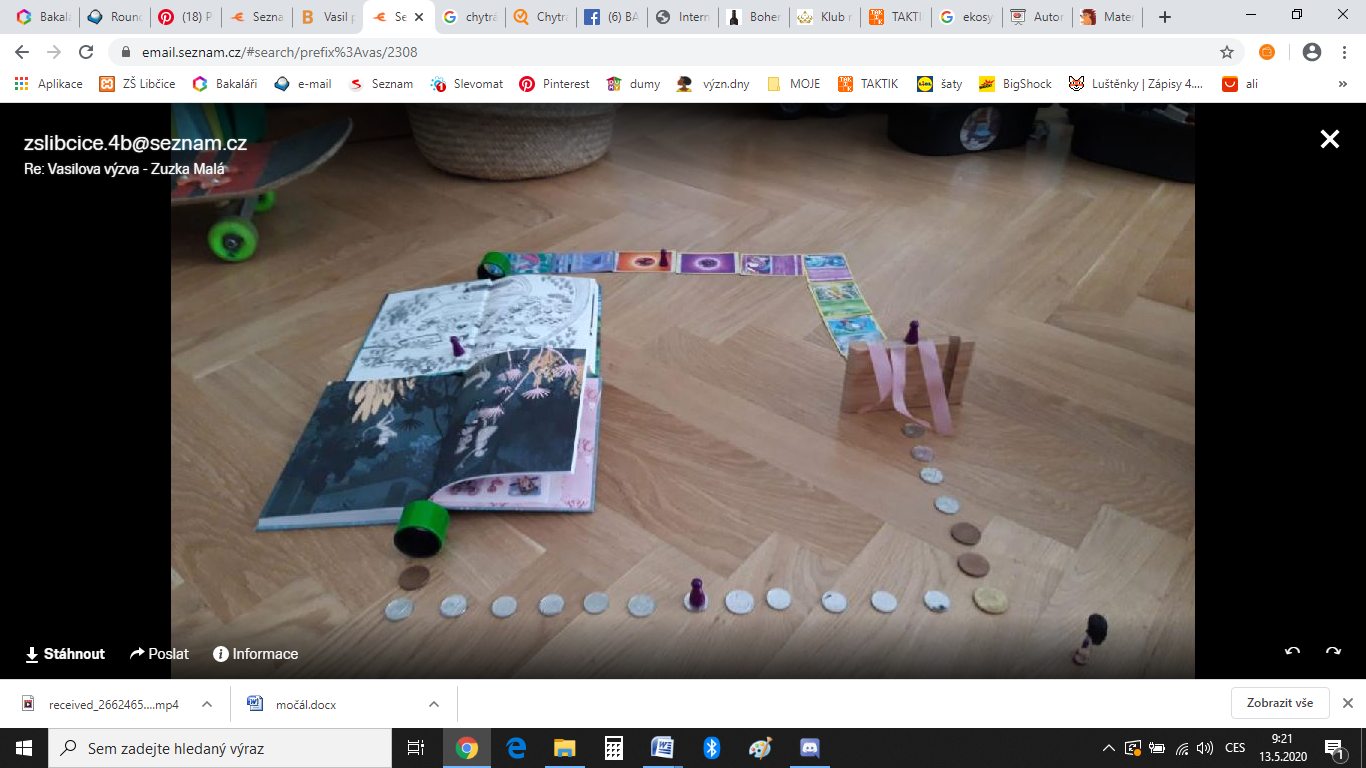 Bakalá
Round
(18) P
Sezna
Vasil p
Se
chytrá
Chytra
(6) BA
Intern
Boher
Klub r
TAKTI
ekosy
Autor
Mater
email.seznam.cz/#search/prefix%3Avas/2308
Aplikace
ZŠ Libčice
Bakaláři
e-mail
Seznam
Slevomat
Pinterest
dumy
význ.dny
MOJE
TAKTIK
šaty
BigShock
Luštěnky | Zápisy 4....
ali
»
zslibcice.4b@seznam.cz
Re: Vasilova výzva - Zuzka Malá
Stáhnout
Poslat
Informace
received_2662465....mp4
močál.docx
Zobrazit vše
Sem zadejte hledaný výraz
CES
9:21
13.5.2020
1